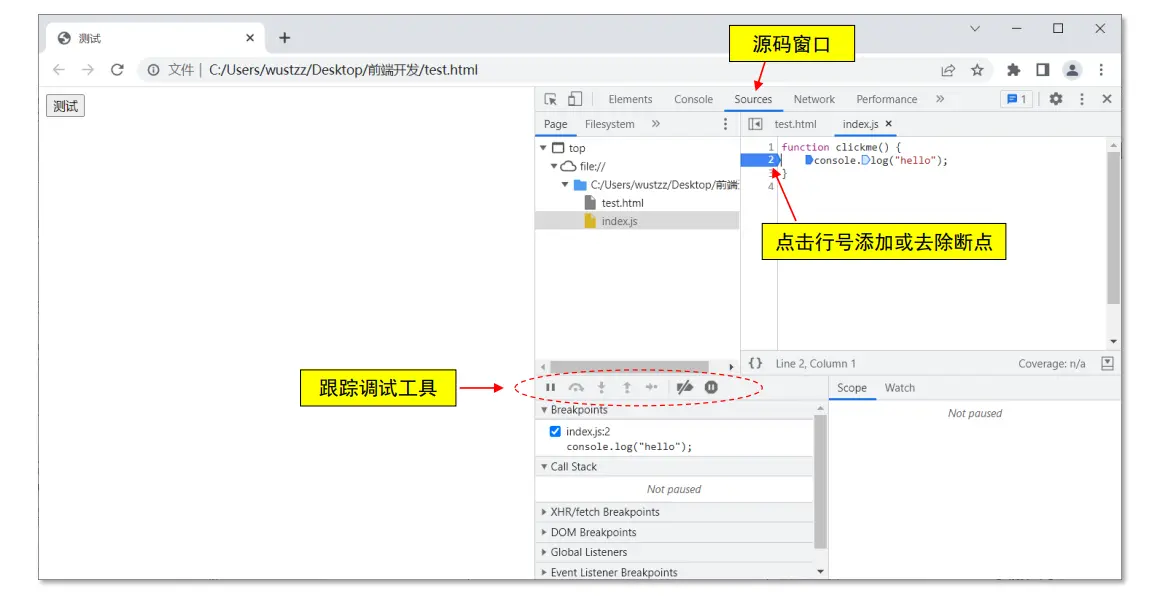 测试
源码窗口
文件 | C:/Users/wustzz/Desktop/前端开发/test.html
测试
Elements Console Sources Network Performance » 1
Page Filesystem » test.html index.js
top
1 function clickme() {
file://
2 console.log("hello");
3 }
C:/Users/wustzz/Desktop/前端
4
test.html
index.js
点击行号添加或去除断点
{} Line 2, Column 1 Coverage: n/a
跟踪调试工具
Scope Watch
Breakpoints
Not paused
index.js:2
console.log("hello");
Call Stack
Not paused
XHR/fetch Breakpoints
DOM Breakpoints
Global Listeners
Event Listener Breakpoints